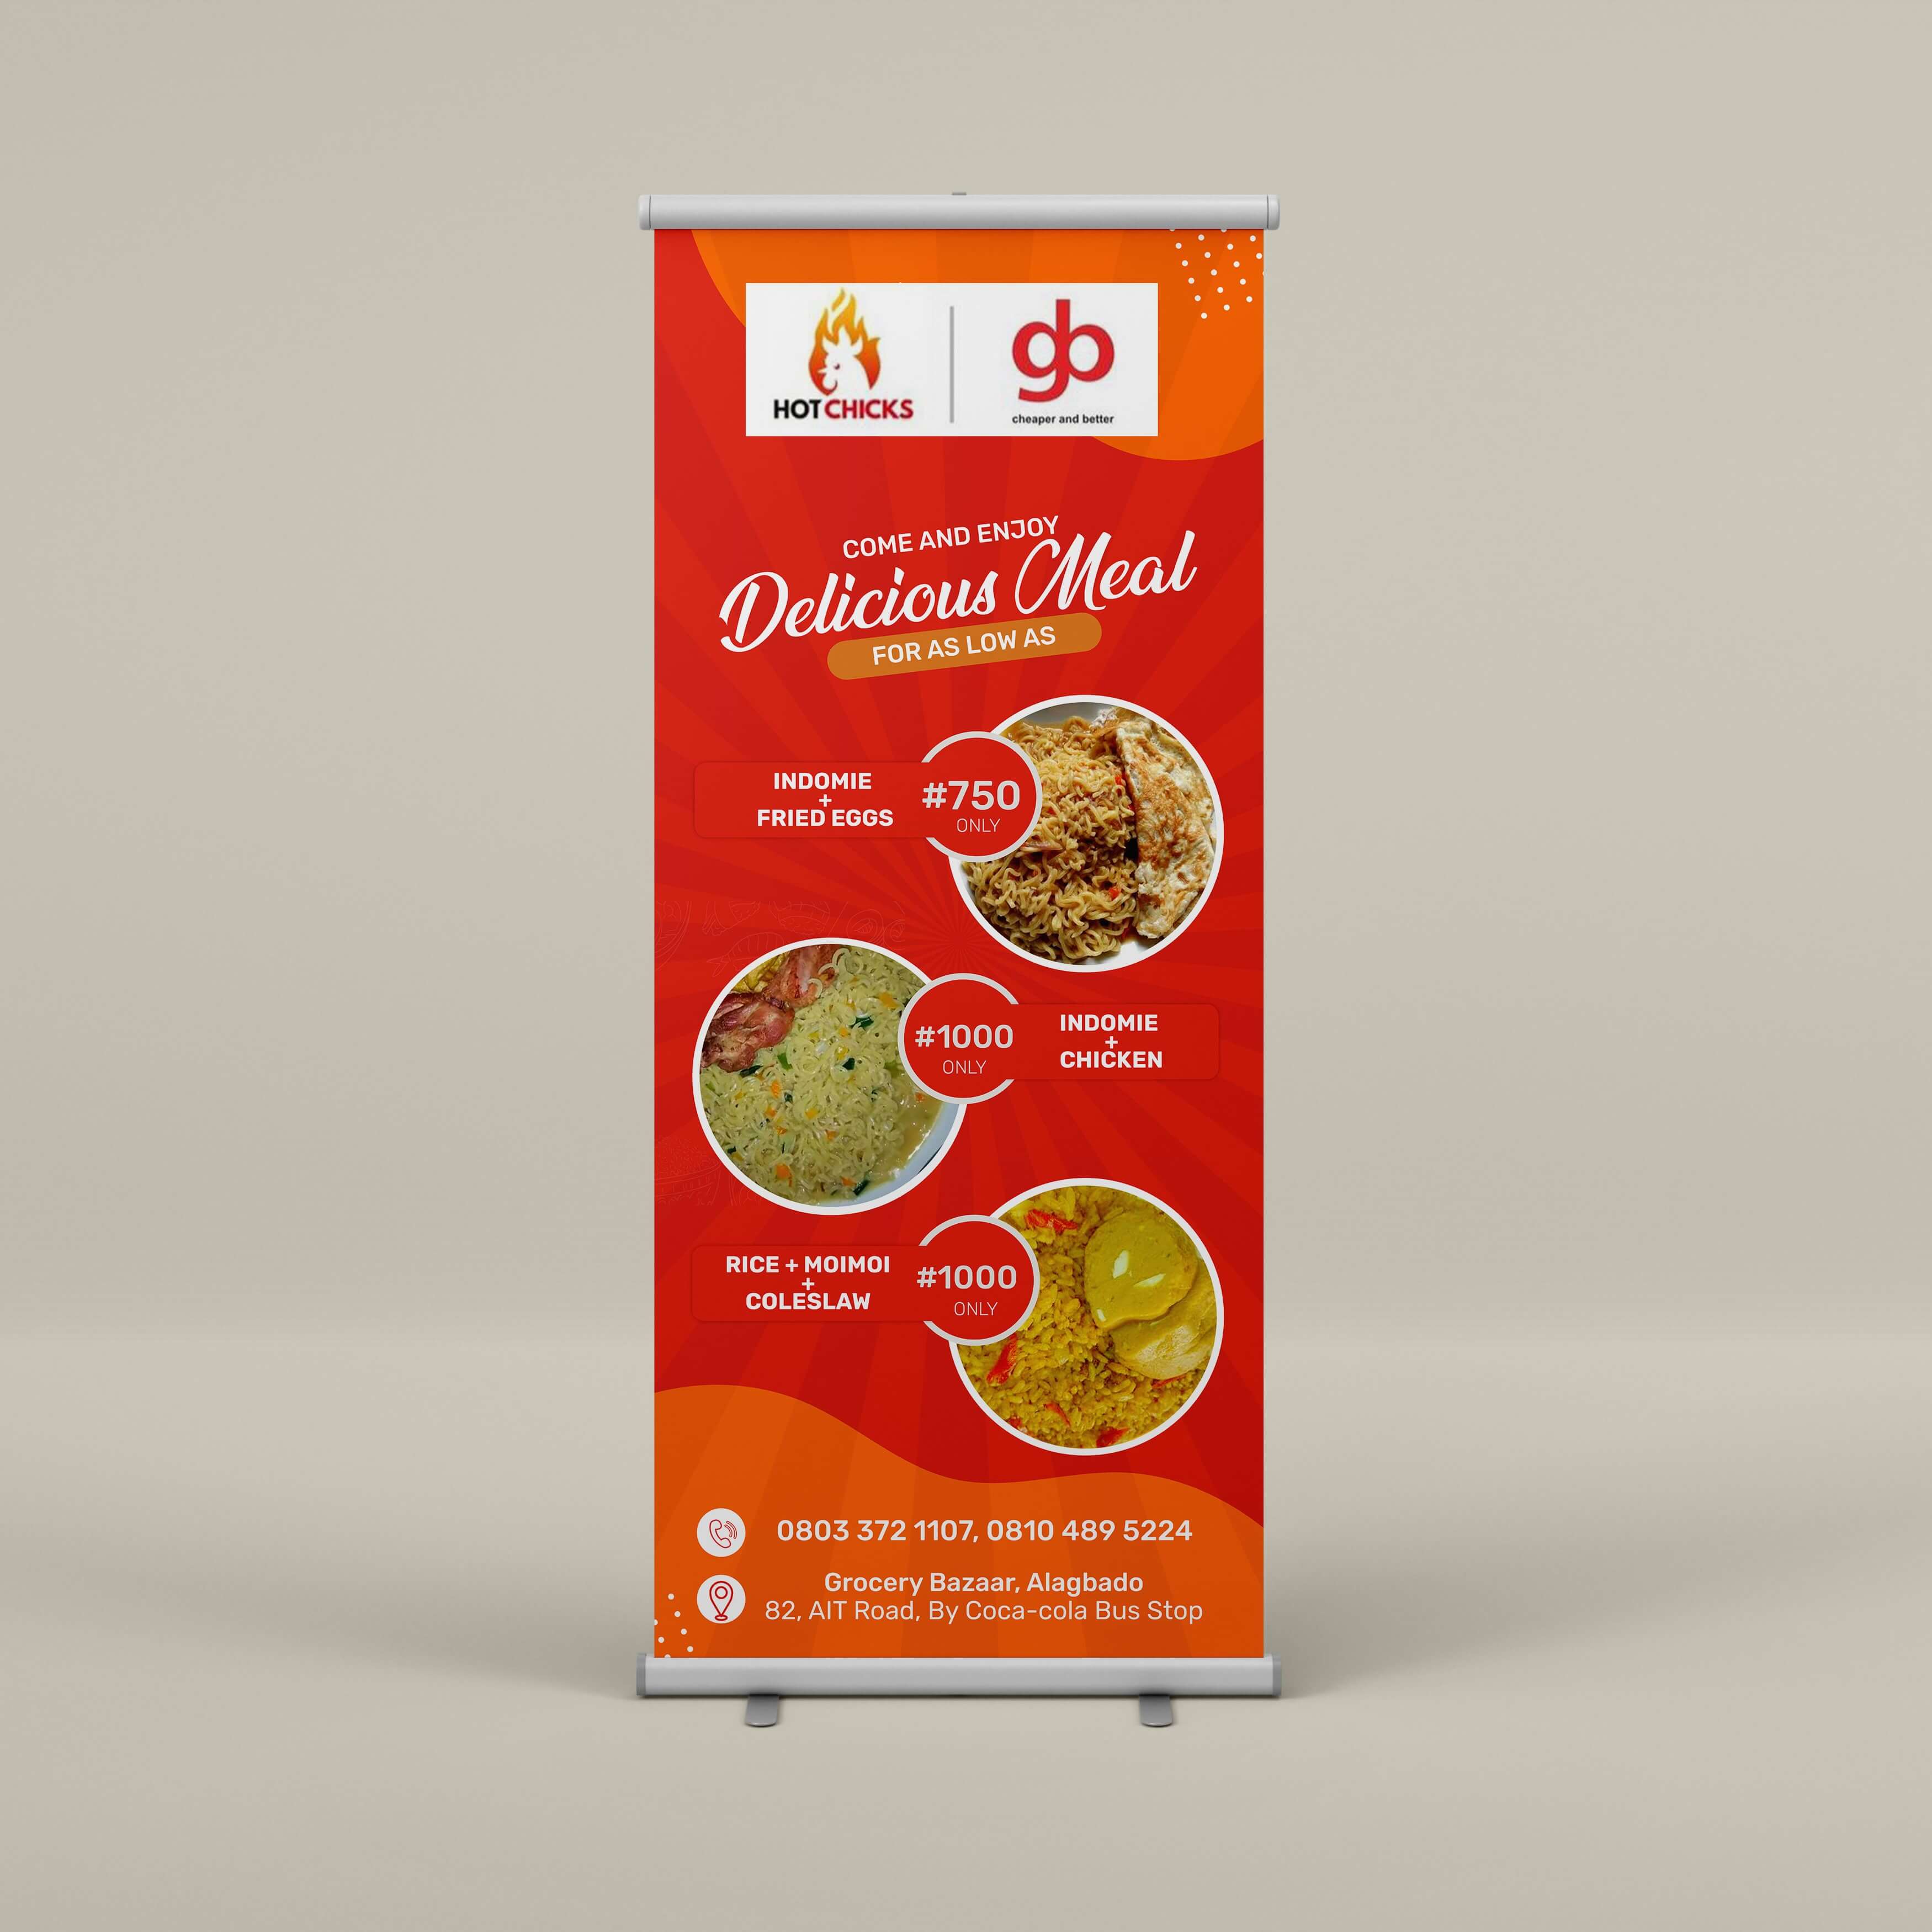 HOT CHICKS
gb
cheaper and better
COME AND ENJOY
Delicious Meal
FOR AS LOW AS
INDOMIE
+
FRIED EGGS
#750
ONLY
#1000
ONLY
INDOMIE
+
CHICKEN
RICE + MOIMOI
+
COLESLAW
#1000
ONLY
0803 372 1107, 0810 489 5224
Grocery Bazaar, Alagbado
82, AIT Road, By Coca-cola Bus Stop